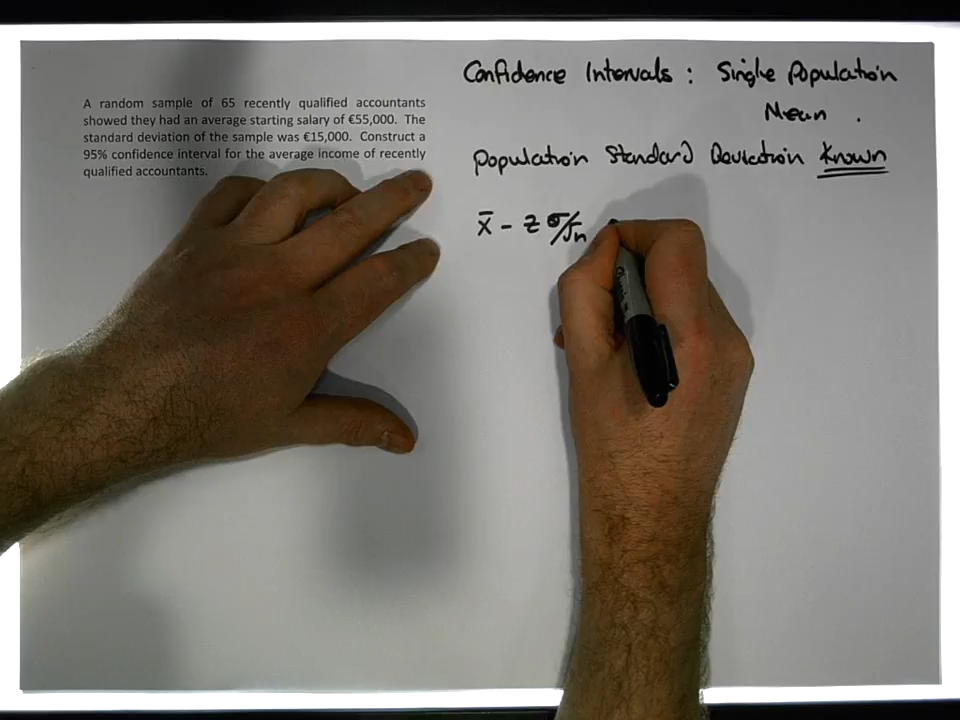 A random sample of 65 recently qualified accountants
showed they had an average starting salary of €55,000. The
standard deviation of the sample was €15,000. Construct a
95% confidence interval for the average income of recently
qualified accountants.
Confidence Intervals : Single Population
Mean .
Population Standard Deviation Known
x̄ - z σ/√n